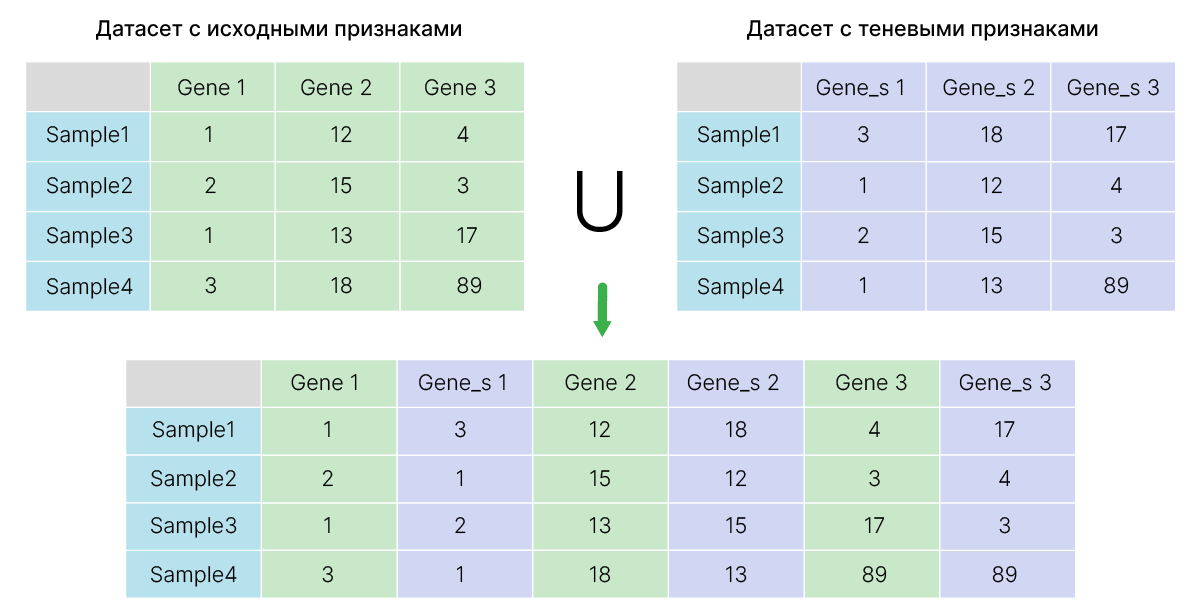 Датасет с исходными признаками
Gene 1 Gene 2 Gene 3
Sample1 1 12 4
Sample2 2 15 3
Sample3 1 13 17
Sample4 3 18 89
Датасет с теневыми признаками
Gene_s 1 Gene_s 2 Gene_s 3
Sample1 3 18 17
Sample2 1 12 4
Sample3 2 15 3
Sample4 1 13 89
Gene 1 Gene_s 1 Gene 2 Gene_s 2 Gene 3 Gene_s 3
Sample1 1 3 12 18 4 17
Sample2 2 1 15 12 3 4
Sample3 1 2 13 15 17 3
Sample4 3 1 18 13 89 89